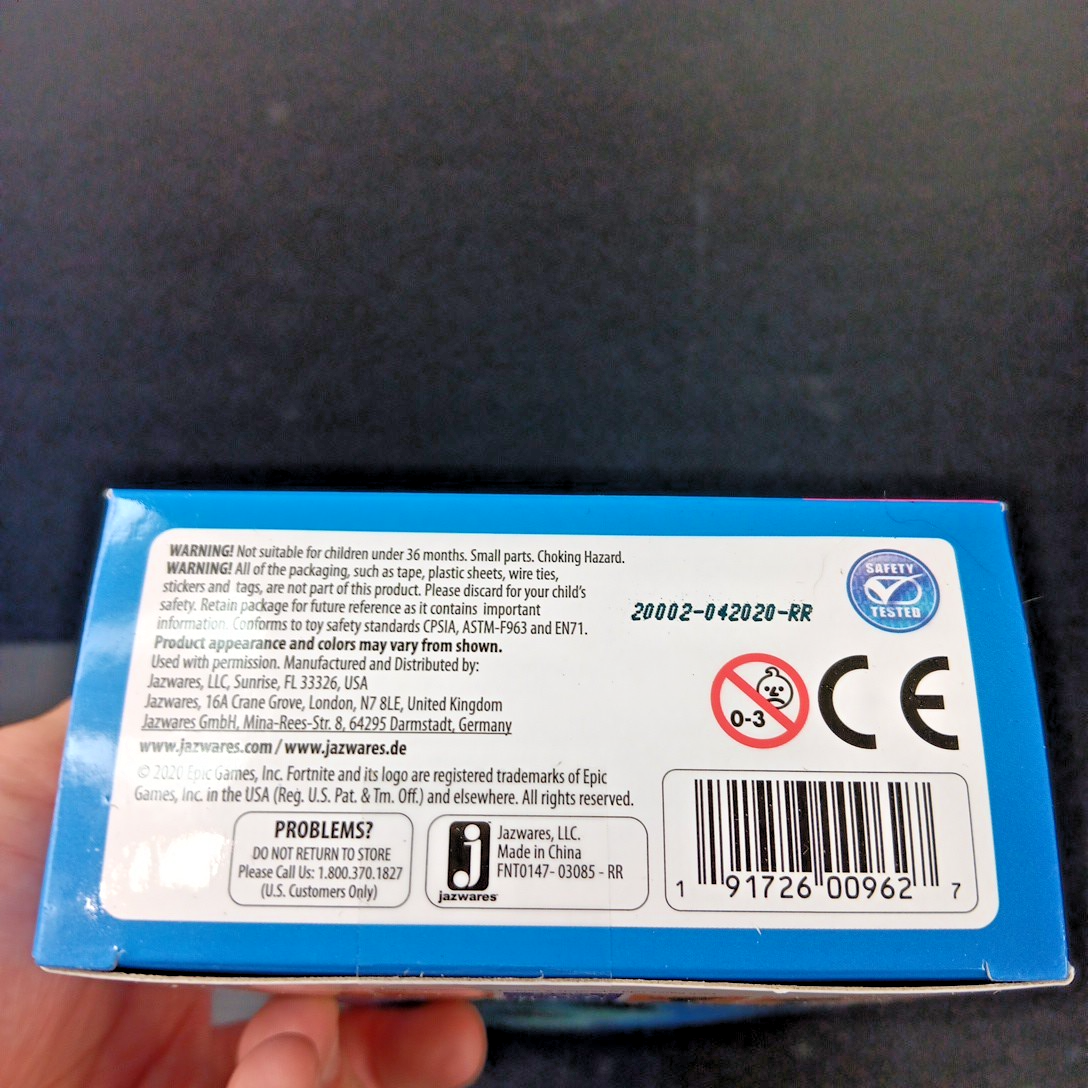 WARNING! Not suitable for children under 36 months. Small parts. Choking Hazard.
WARNING! All of the packaging, such as tape, plastic sheets, wire ties,
stickers and tags, are not part of this product. Please discard for your child's
safety. Retain package for future reference as it contains important
information. Conforms to toy safety standards CPSIA, ASTM-F963 and EN71.
Product appearance and colors may vary from shown.
Used with permission. Manufactured and Distributed by:
Jazwares, LLC, Sunrise, FL 33326, USA
Jazwares, 16A Crane Grove, London, N7 8LE, United Kingdom
Jazwares GmbH, Mina-Rees-Str. 8, 64295 Darmstadt, Germany
www.jazwares.com / www.jazwares.de
© 2020 Epic Games, Inc. Fortnite and its logo are registered trademarks of Epic
Games, Inc. in the USA (Reg. U.S. Pat. & Tm. Off.) and elsewhere. All rights reserved.
PROBLEMS?
DO NOT RETURN TO STORE
Please Call Us: 1.800.370.1827
(U.S. Customers Only)
jazwares
Jazwares, LLC.
Made in China
FNT0147- 03085 - RR
20002-042020-RR
SAFETY
TESTED
0-3
CE
1 91726 00962 7